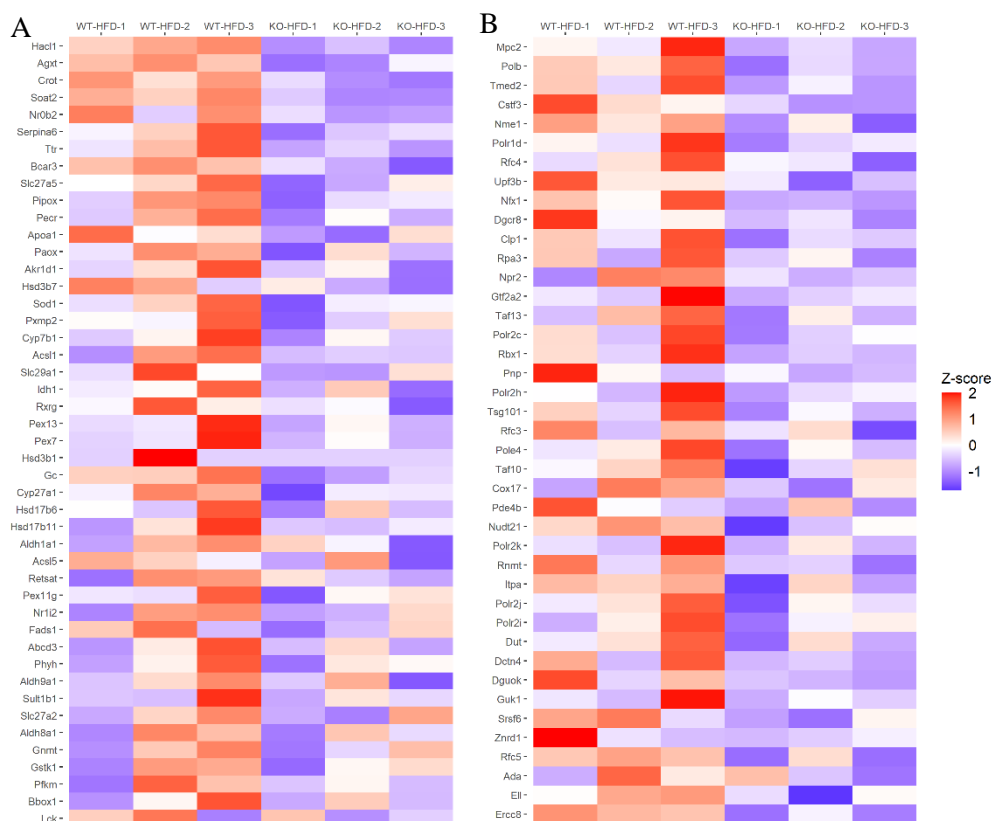 A
WT-HFD-1 WT-HFD-2 WT-HFD-3 KO-HFD-1 KO-HFD-2 KO-HFD-3
Hacl1
Agxt
Crot
Soat2
Nr0b2
Serpina6
Ttr
Bcar3
Slc27a5
Pipox
Pecr
Apoa1
Paox
Akr1d1
Hsd3b7
Sod1
Pxmp2
Cyp7b1
Acsl1
Slc29a1
Idh1
Rxrg
Pex13
Pex7
Hsd3b1
Gc
Cyp27a1
Hsd17b6
Hsd17b11
Aldh1a1
Acsl5
Retsat
Pex11g
Nr1i2
Fads1
Abcd3
Phyh
Aldh9a1
Sult1b1
Slc27a2
Aldh8a1
Gnmt
Gstk1
Pfkm
Bbox1
Lck
B
WT-HFD-1 WT-HFD-2 WT-HFD-3 KO-HFD-1 KO-HFD-2 KO-HFD-3
Mpc2
Polb
Tmed2
Cstf3
Nme1
Polr1d
Rfc4
Upf3b
Nfx1
Dgcr8
Clp1
Rpa3
Npr2
Gtf2a2
Taf13
Polr2c
Rbx1
Pnp
Polr2h
Tsg101
Rfc3
Pole4
Taf10
Cox17
Pde4b
Nudt21
Polr2k
Rnmt
Itpa
Polr2j
Polr2i
Dut
Dctn4
Dguok
Guk1
Srsf6
Znrd1
Rfc5
Ada
Ell
Ercc8
Z-score
2
1
0
-1